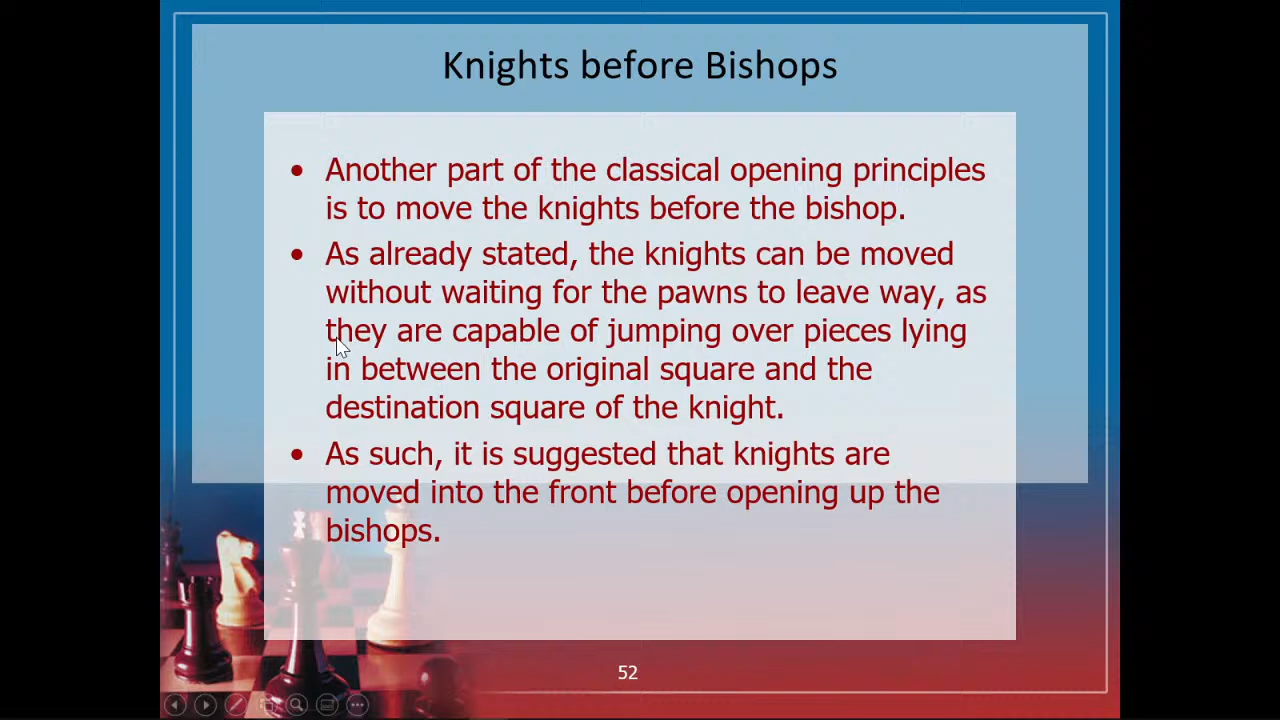 Knights before Bishops
• Another part of the classical opening principles
is to move the knights before the bishop.
• As already stated, the knights can be moved
without waiting for the pawns to leave way, as
they are capable of jumping over pieces lying
in between the original square and the
destination square of the knight.
• As such, it is suggested that knights are
moved into the front before opening up the
bishops.
52